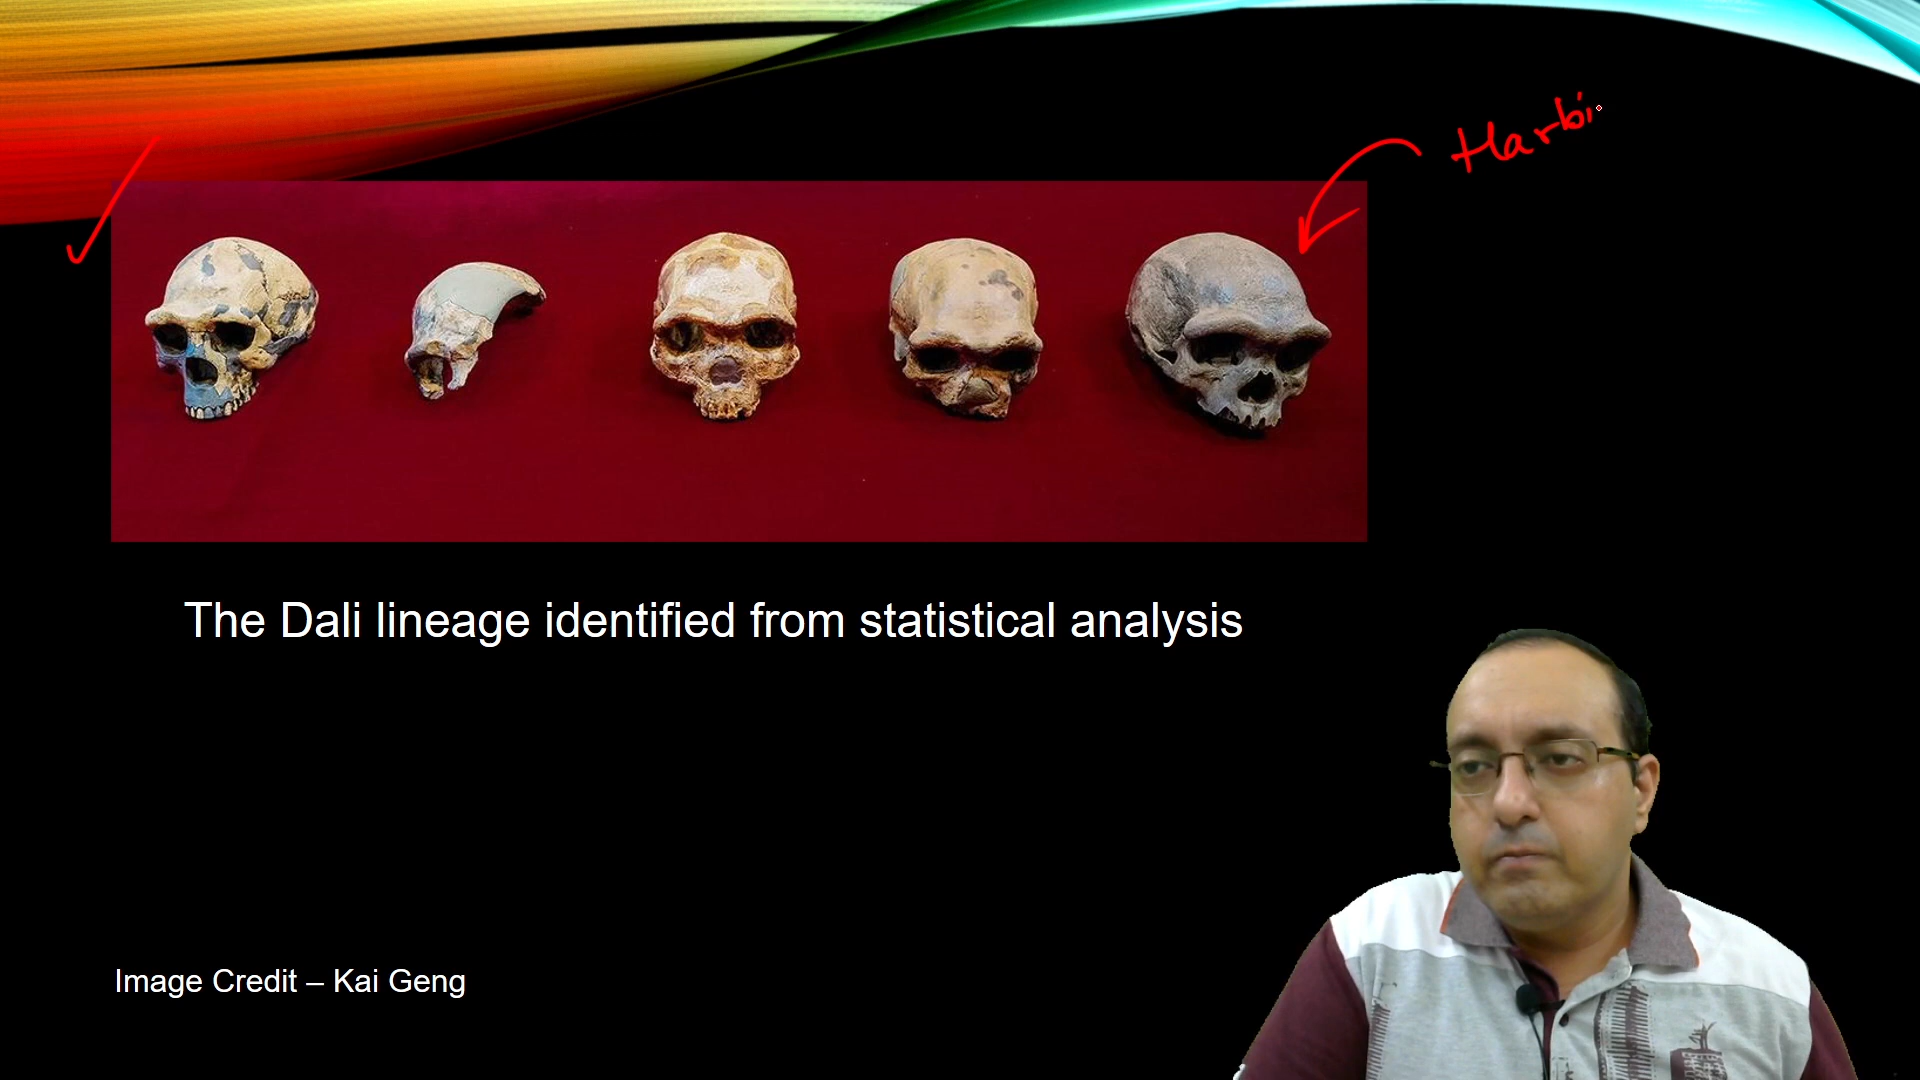 Harbi
The Dali lineage identified from statistical analysis
Image Credit – Kai Geng